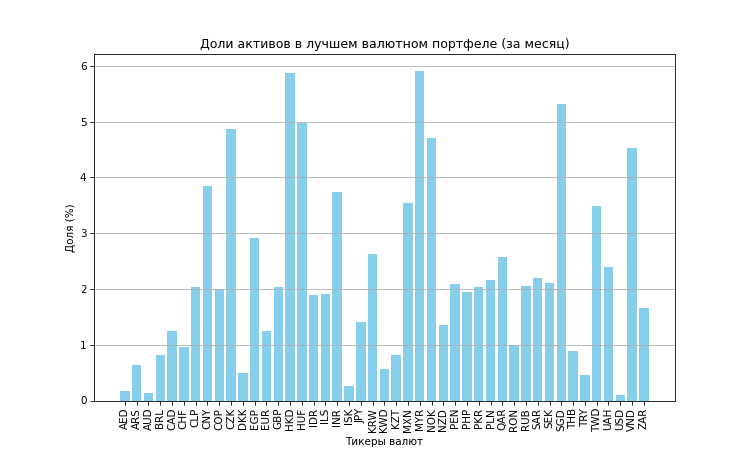 Доли активов в лучшем валютном портфеле (за месяц)
Доля (%)
6
5
4
3
2
1
0
AED
ARS
AUD
BRL
CAD
CHF
CLP
CNY
COP
CZK
DKK
EGP
EUR
GBP
HKD
HUF
IDR
ILS
INR
ISK
JPY
KRW
KWD
KZT
MXN
MYR
NOK
NZD
PEN
PHP
PKR
PLN
QAR
RON
RUB
SAR
SEK
SGD
THB
TRY
TWD
UAH
USD
VND
ZAR
Тикеры валют